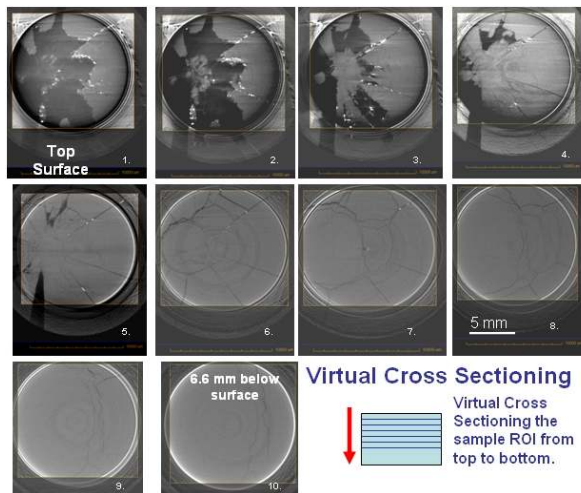 Top
Surface
1.
2.
3.
4.
5.
6.
7.
5 mm
8.
9.
6.6 mm below
surface
10.
Virtual Cross Sectioning
Virtual Cross
Sectioning the
sample ROI from
top to bottom.